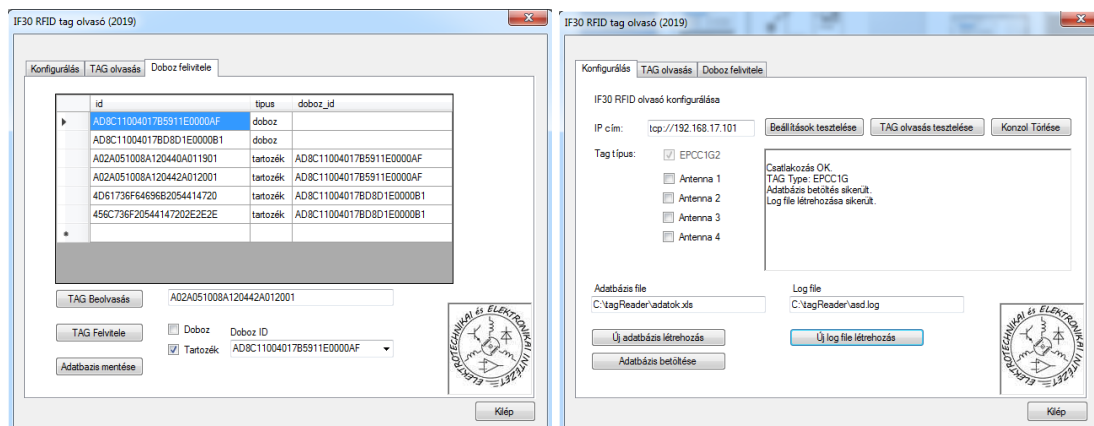 IF30 RFID tag olvasó (2019)
Konfigurálás TAG olvasás Doboz felvitele
id tipus doboz_id
AD8C11004017B5911E0000AF doboz
AD8C11004017BD8D1E0000B1 doboz
A02A051008A120440A011901 tartozék AD8C11004017B5911E0000AF
A02A051008A120442A012001 tartozék AD8C11004017B5911E0000AF
4D61736F64696B2054414720 tartozék AD8C11004017BD8D1E0000B1
456C736F20544147202E2E2E tartozék AD8C11004017BD8D1E0000B1
TAG Beolvasás A02A051008A120442A012001
TAG Felvitele Doboz Doboz ID
Tartozék AD8C11004017B5911E0000AF
Adatbazis mentése
Kilép
IF30 RFID tag olvasó (2019)
Konfigurálás TAG olvasás Doboz felvitele
IF30 RFID olvasó konfigurálása
IP cím: tcp://192.168.17.101 Beállítások tesztelése TAG olvasás tesztelése Konzol Törlése
Tag típus: EPCC1G2
Antenna 1
Antenna 2
Antenna 3
Antenna 4
Csatlakozás OK.
TAG Type: EPCC1G
Adatbázis betöltés sikerült.
Log file létrehozása sikerült.
Adatbázis file Log file
C:\tagReader\adatok.xls C:\tagReader\asd.log
Új adatbázis létrehozás Új log file létrehozás
Adatbázis betöltése
Kilép